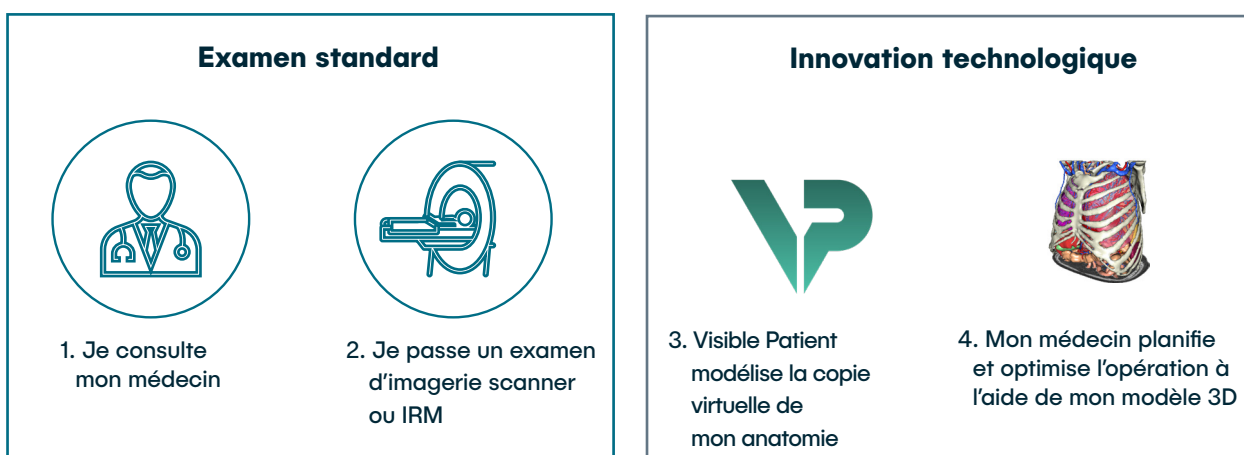 Examen standard
1. Je consulte
mon médecin
2. Je passe un examen
d’imagerie scanner
ou IRM
Innovation technologique
VP
3. Visible Patient
modélise la copie
virtuelle de
mon anatomie
4. Mon médecin planifie
et optimise l’opération à
l’aide de mon modèle 3D